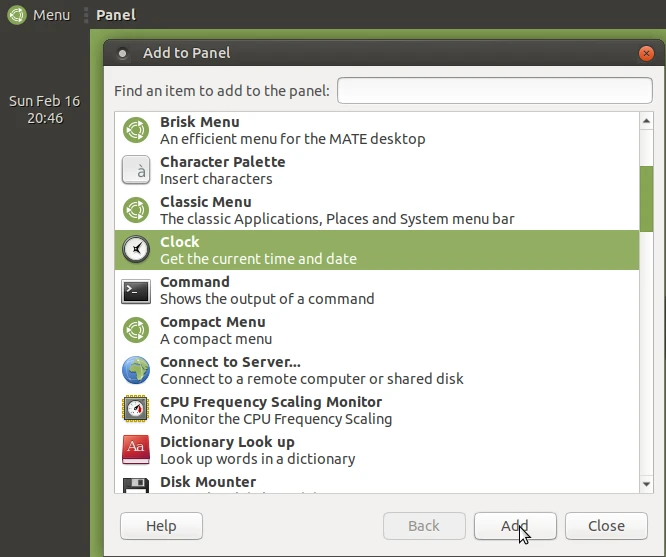 Menu
Panel
Add to Panel
Find an item to add to the panel:
Sun Feb 16
20:46
Brisk Menu
An efficient menu for the MATE desktop
à
Character Palette
Insert characters
Classic Menu
The classic Applications, Places and System menu bar
Clock
Get the current time and date
Command
Shows the output of a command
Compact Menu
A compact menu
Connect to Server...
Connect to a remote computer or shared disk
CPU Frequency Scaling Monitor
Monitor the CPU Frequency Scaling
Aa
Dictionary Look up
Look up words in a dictionary
Disk Mounter
Help
Back
Add
Close